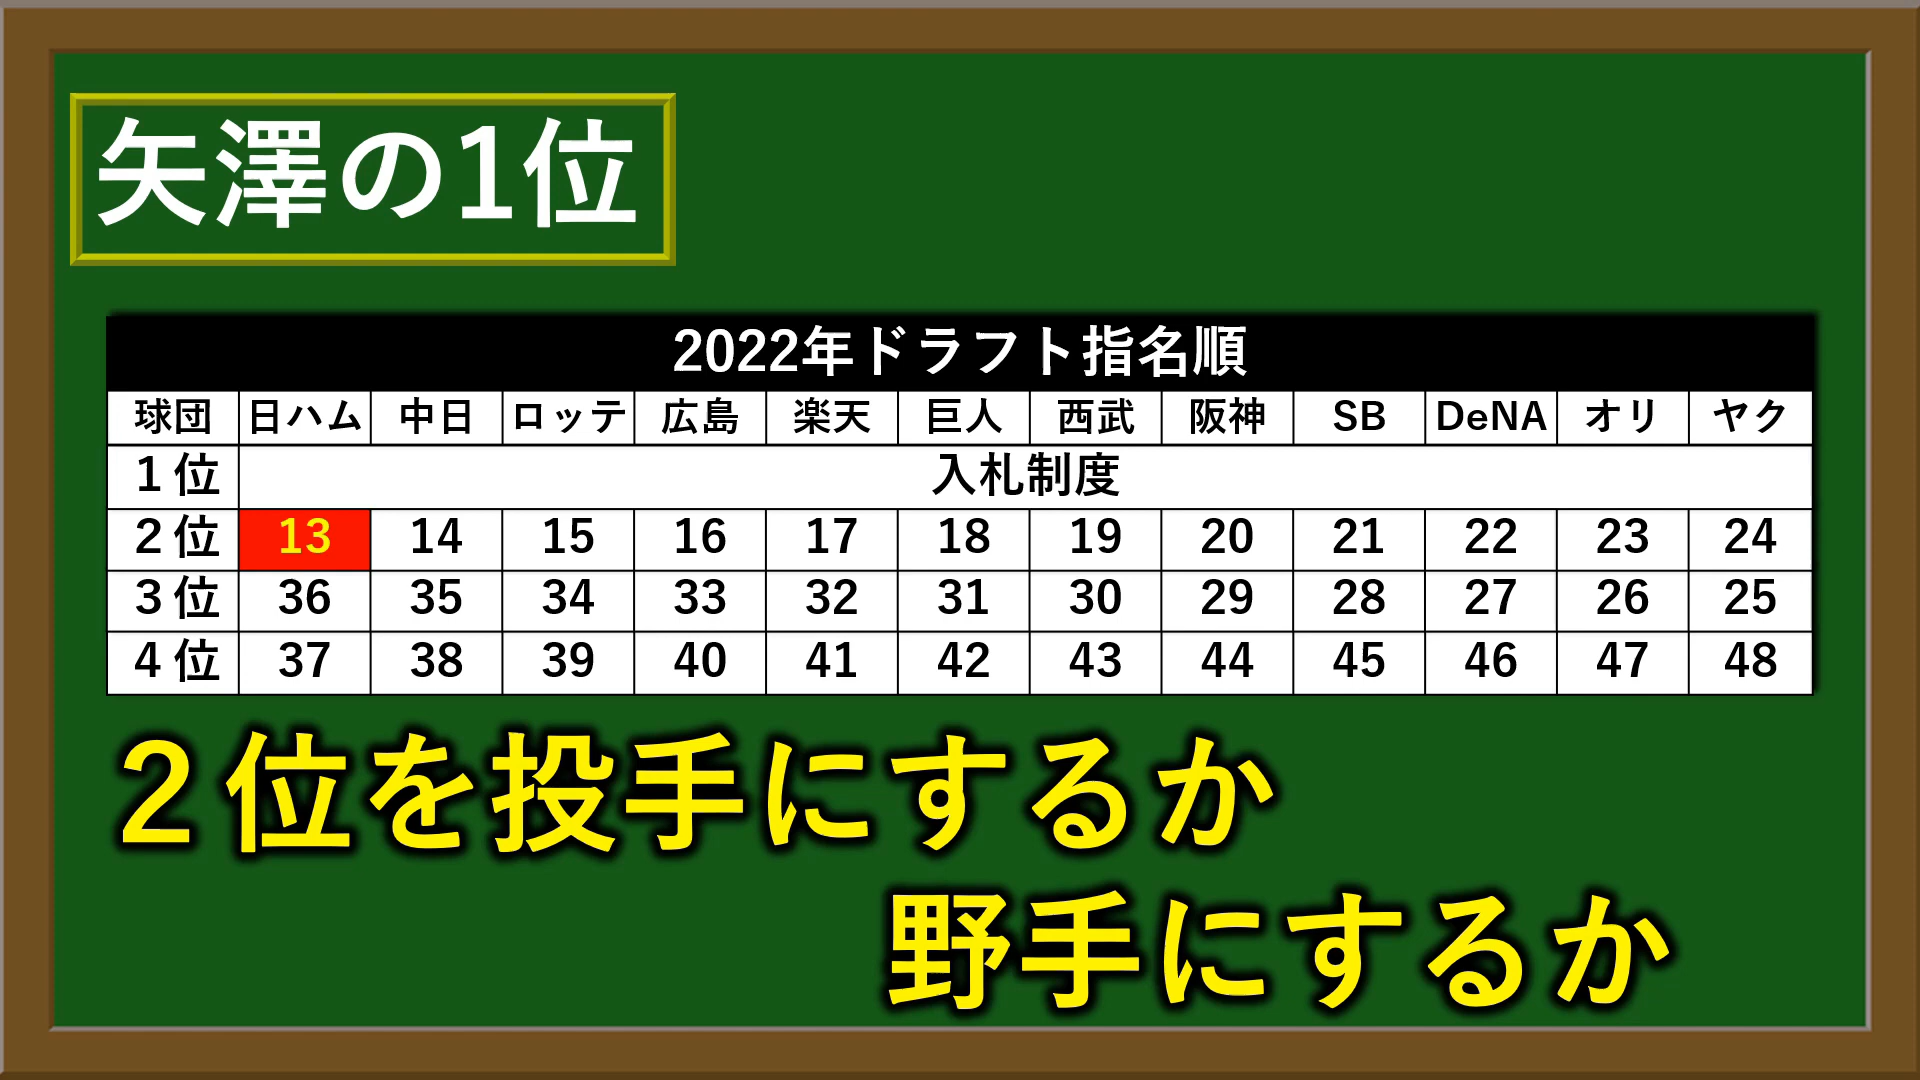 矢澤の1位
2022年ドラフト指名順
球団 日ハム 中日 ロッテ 広島 楽天 巨人 西武 阪神 SB DeNA オリ ヤク
１位 入札制度
２位 13 14 15 16 17 18 19 20 21 22 23 24
３位 36 35 34 33 32 31 30 29 28 27 26 25
４位 37 38 39 40 41 42 43 44 45 46 47 48
２位を投手にするか
野手にするか